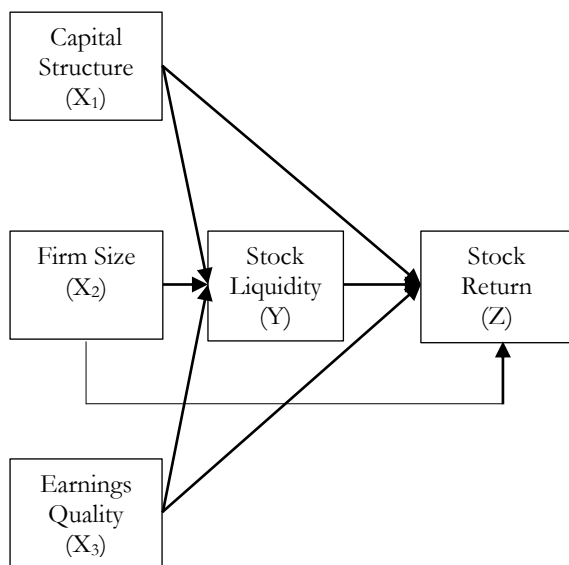 Capital
Structure
(X₁)
Firm Size
(X₂)
Stock
Liquidity
(Y)
Stock
Return
(Z)
Earnings
Quality
(X₃)